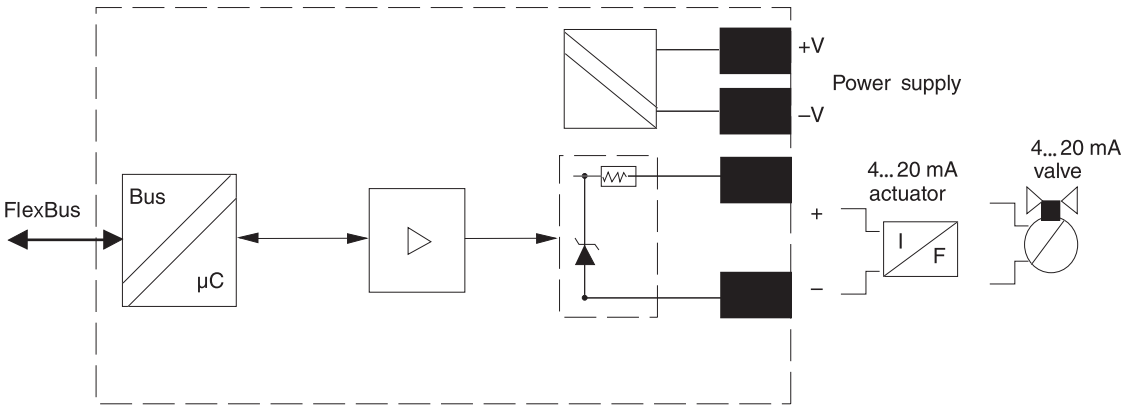 +V
Power supply
–V
4... 20 mA
valve
4... 20 mA
actuator
Bus
FlexBus
+
I
F
µC
–